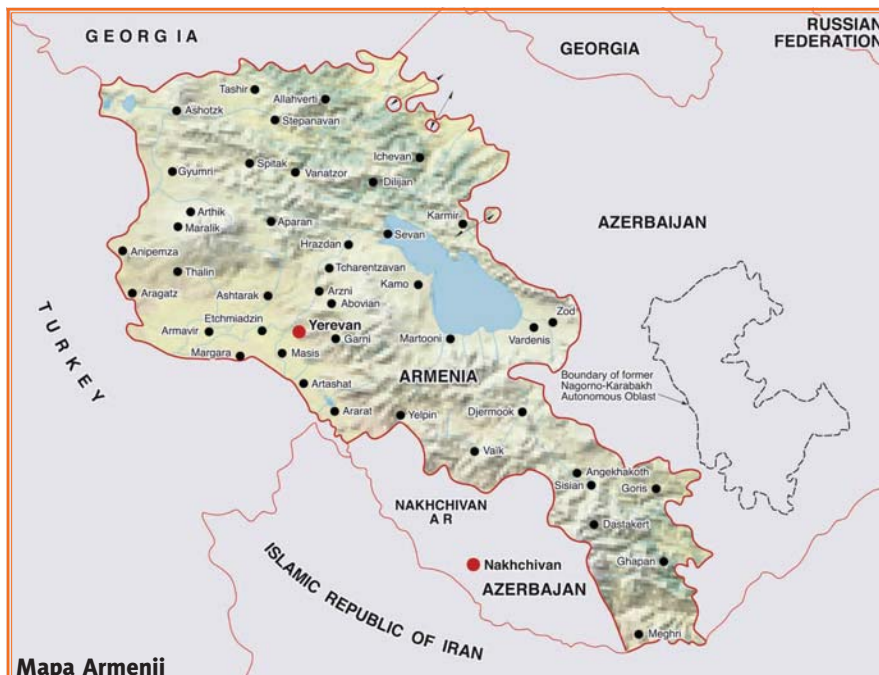 GEORGIA
GEORGIA
RUSSIAN
FEDERATION
Tashir
Allahverti
Ashotzk
Stepanavan
Ichevan
Spitak
Gyumri
Vanatzor
Dilijan
Arthik
Karmir
AZERBAIJAN
Aparan
Maralik
Sevan
Hrazdan
Anipemza
Tcharentzavan
Thalin
Kamo
Aragatz
Arzni
Ashtarak
Abovian
TURKEY
Etchmiadzin
Zod
Yerevan
Armavir
Vardenis
Garni
Martooni
Margara
Masis
Boundary of former
Nagorno-Karabakh
Autonomous Oblast
ARMENIA
Artashat
Ararat
Yelpin
Djermook
Vaïk
Angekhakoth
Sisian
Goris
NAKHCHIVAN
A R
Dastakert
Ghapan
Nakhchivan
AZERBAJAN
ISLAMIC REPUBLIC OF IRAN
Meghri
Mapa Armenii